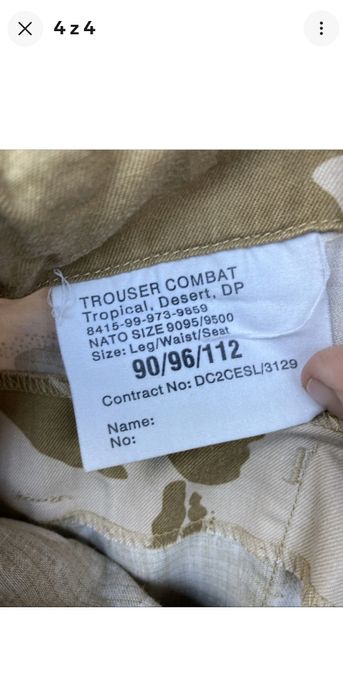 4 z 4
TROUSER COMBAT
Tropical, Desert, DP
8415-99-973-9859
NATO SIZE 9095/9500
Size: Leg/Waist/Seat
90/96/112
Contract No: DC2CESL/3129
Name:
No: